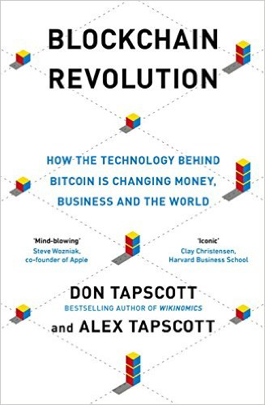 BLOCKCHAIN
REVOLUTION
HOW THE TECHNOLOGY BEHIND
BITCOIN IS CHANGING MONEY,
BUSINESS AND THE WORLD
'Mind-blowing'
Steve Wozniak,
co-founder of Apple
'Iconic'
Clay Christensen,
Harvard Business School
DON TAPSCOTT
BESTSELLING AUTHOR OF WIKINOMICS
and ALEX TAPSCOTT